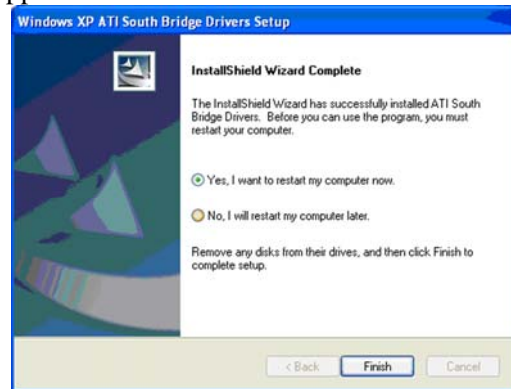 Windows XP ATI South Bridge Drivers Setup
InstallShield Wizard Complete
The InstallShield Wizard has successfully installed ATI South
Bridge Drivers. Before you can use the program, you must
restart your computer.
Yes, I want to restart my computer now.
No, I will restart my computer later.
Remove any disks from their drives, and then click Finish to
complete setup.
< Back Finish Cancel